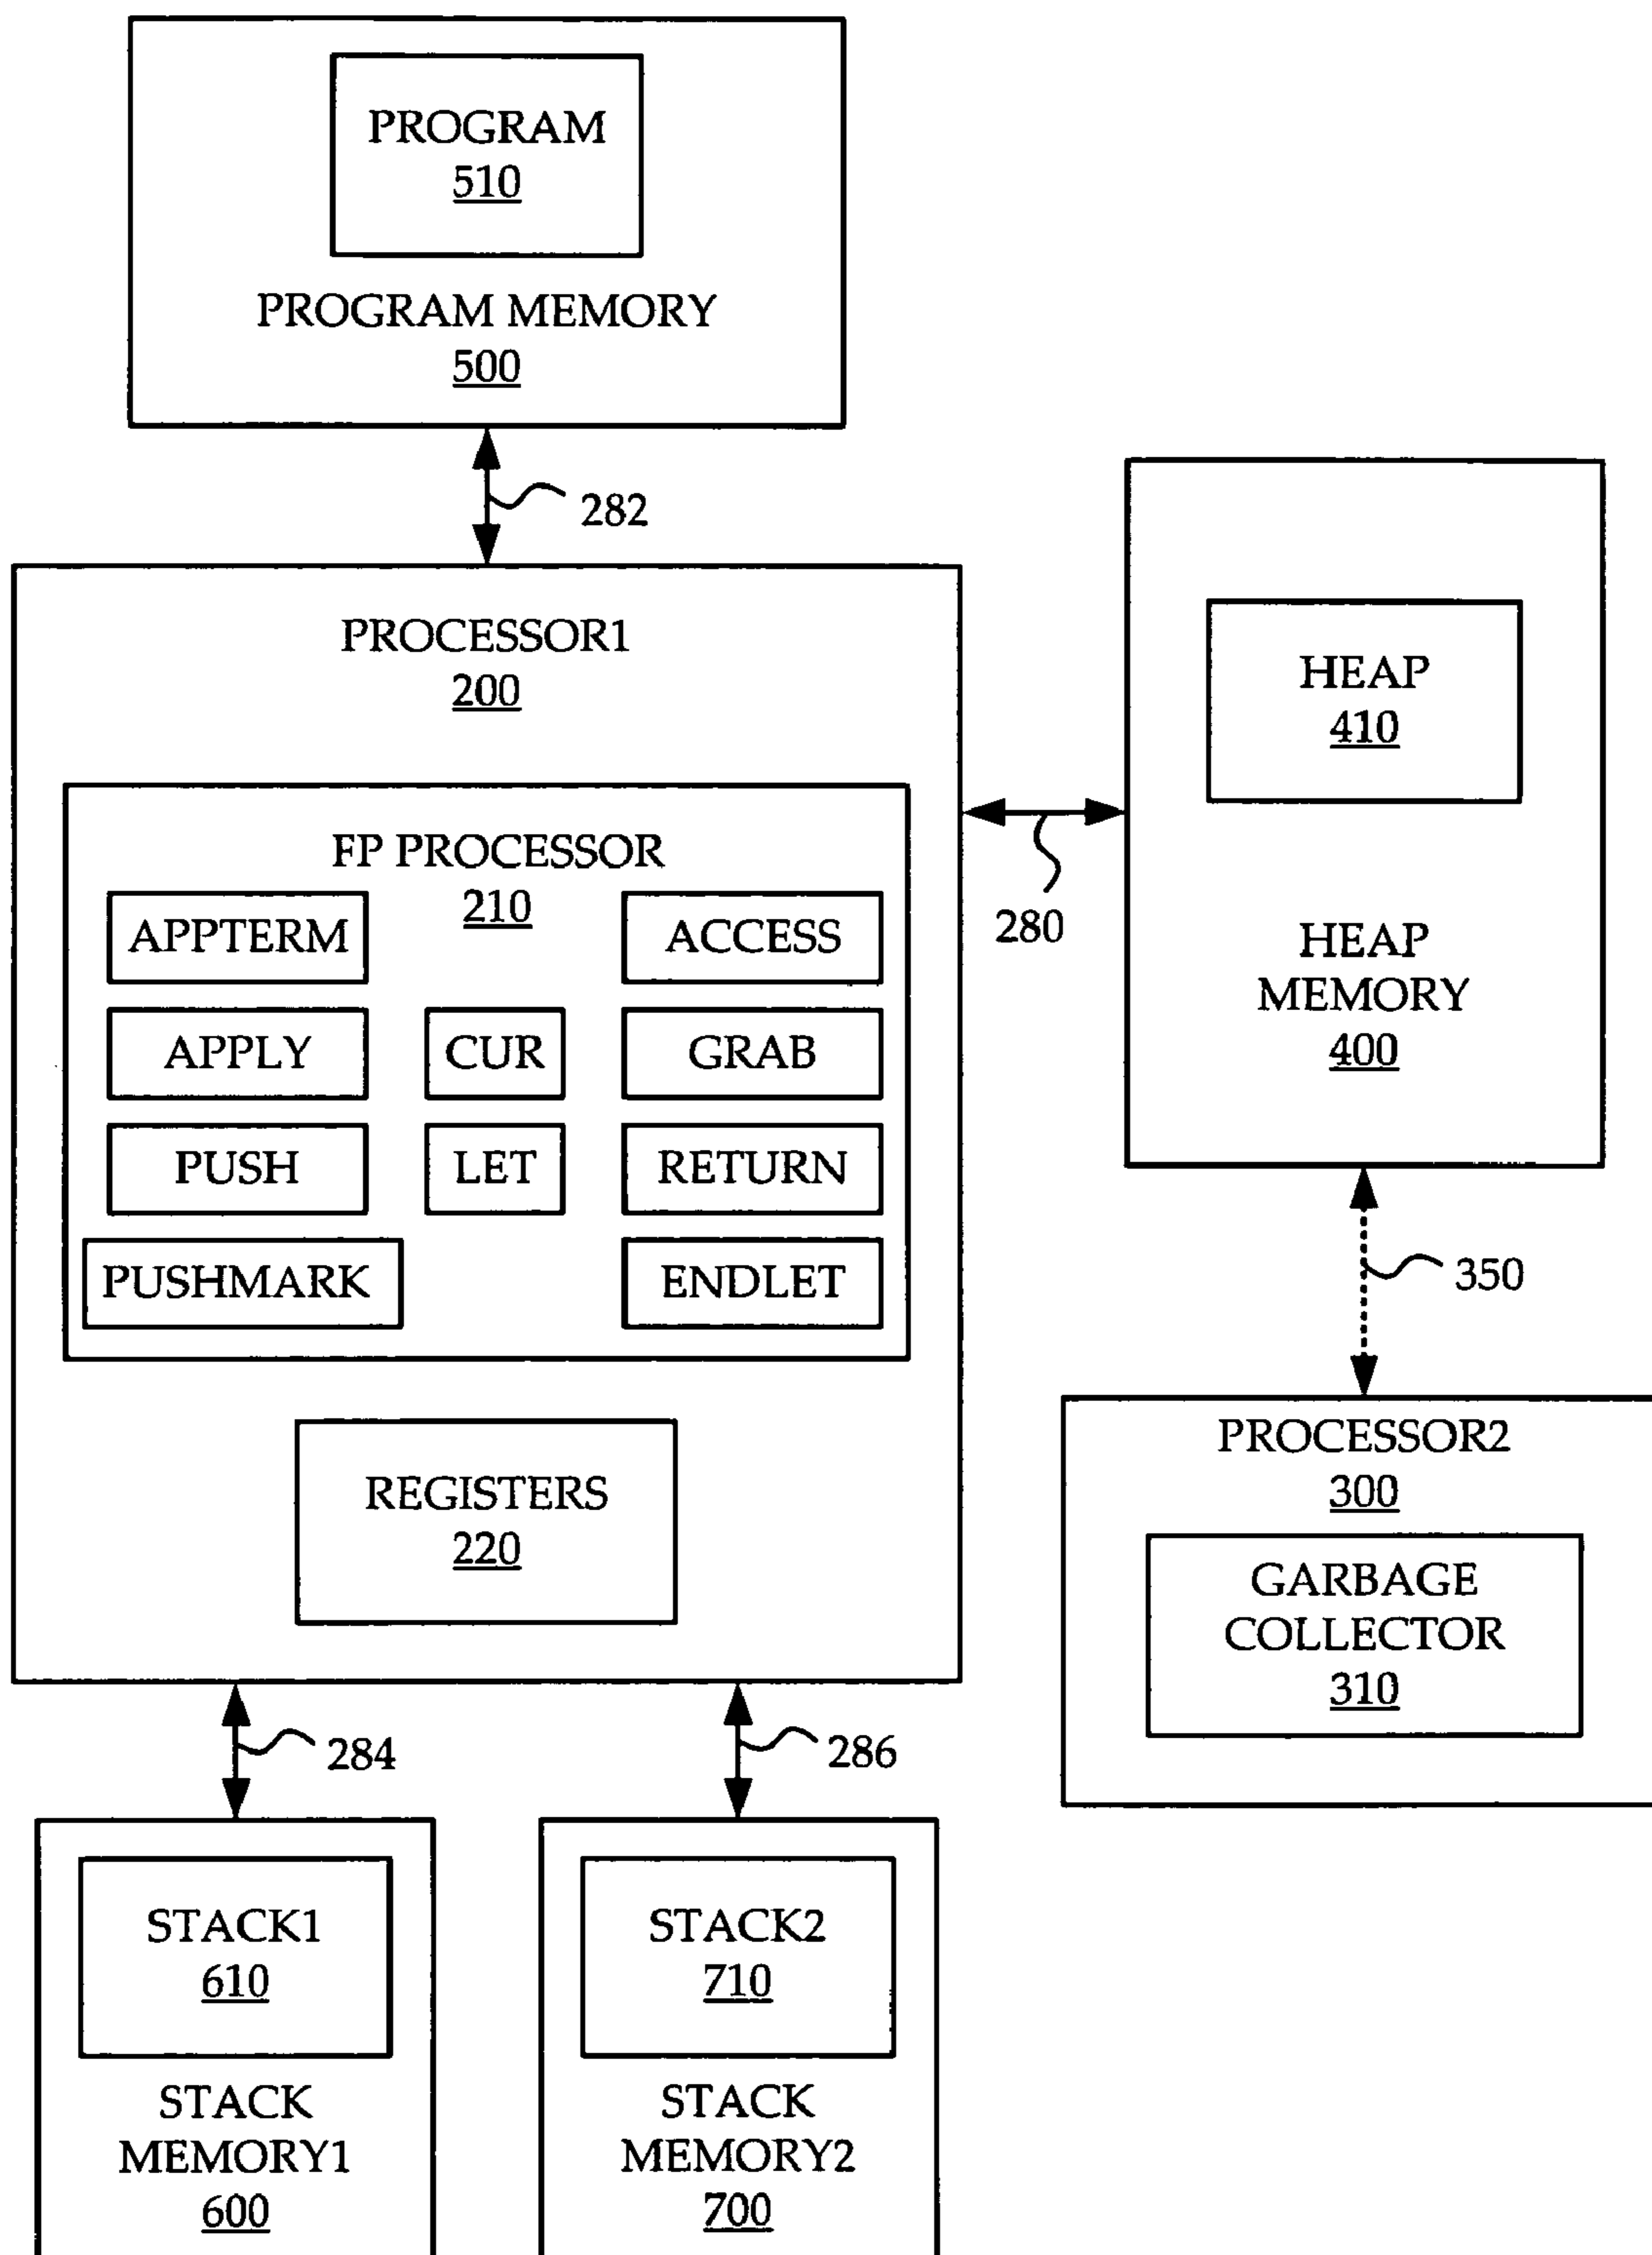 PROGRAM
510
PROGRAM MEMORY
500
282
PROCESSOR1
200
FP PROCESSOR
210
APPTERM
ACCESS
APPLY
CUR
GRAB
PUSH
LET
RETURN
PUSHMARK
ENDLET
REGISTERS
220
280
HEAP
410
HEAP
MEMORY
400
350
PROCESSOR2
300
GARBAGE
COLLECTOR
310
284
286
STACK1
610
STACK
MEMORY1
600
STACK2
710
STACK
MEMORY2
700